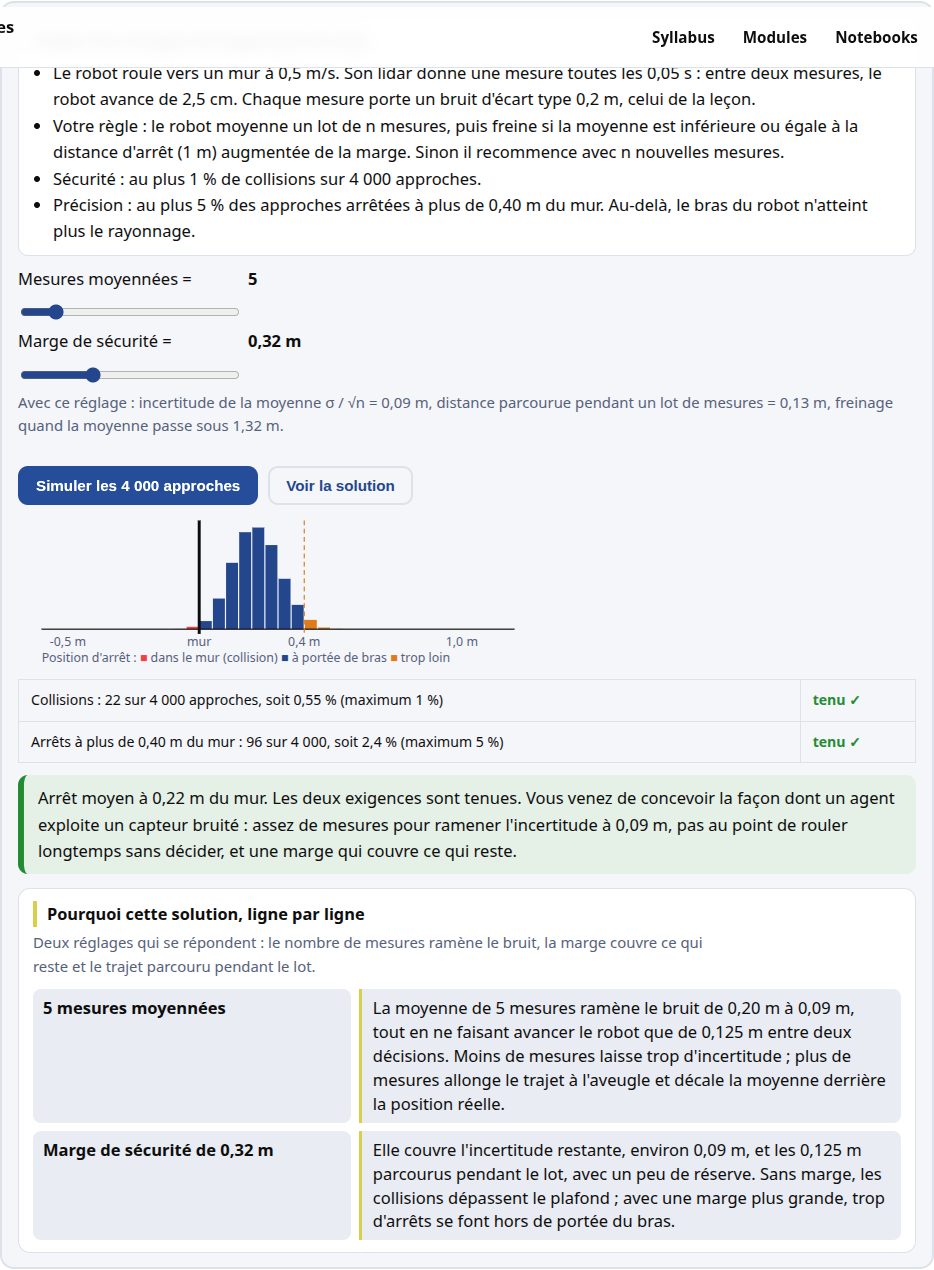 es
Syllabus Modules Notebooks
• Le robot roule vers un mur à 0,5 m/s. Son lidar donne une mesure toutes les 0,05 s : entre deux mesures, le
robot avance de 2,5 cm. Chaque mesure porte un bruit d'écart type 0,2 m, celui de la leçon.
• Votre règle : le robot moyenne un lot de n mesures, puis freine si la moyenne est inférieure ou égale à la
distance d'arrêt (1 m) augmentée de la marge. Sinon il recommence avec n nouvelles mesures.
• Sécurité : au plus 1 % de collisions sur 4 000 approches.
• Précision : au plus 5 % des approches arrêtées à plus de 0,40 m du mur. Au-delà, le bras du robot n'atteint
plus le rayonnage.
Mesures moyennées = 5
Marge de sécurité = 0,32 m
Avec ce réglage : incertitude de la moyenne σ / √n = 0,09 m, distance parcourue pendant un lot de mesures = 0,13 m, freinage
quand la moyenne passe sous 1,32 m.
Simuler les 4 000 approches Voir la solution
-0,5 m mur 0,4 m 1,0 m
Position d'arrêt : ■ dans le mur (collision) ■ à portée de bras ■ trop loin
Collisions : 22 sur 4 000 approches, soit 0,55 % (maximum 1 %) tenu ✓
Arrêts à plus de 0,40 m du mur : 96 sur 4 000, soit 2,4 % (maximum 5 %) tenu ✓
Arrêt moyen à 0,22 m du mur. Les deux exigences sont tenues. Vous venez de concevoir la façon dont un agent
exploite un capteur bruité : assez de mesures pour ramener l'incertitude à 0,09 m, pas au point de rouler
longtemps sans décider, et une marge qui couvre ce qui reste.
Pourquoi cette solution, ligne par ligne
Deux réglages qui se répondent : le nombre de mesures ramène le bruit, la marge couvre ce qui
reste et le trajet parcouru pendant le lot.
5 mesures moyennées
La moyenne de 5 mesures ramène le bruit de 0,20 m à 0,09 m,
tout en ne faisant avancer le robot que de 0,125 m entre deux
décisions. Moins de mesures laisse trop d'incertitude ; plus de
mesures allonge le trajet à l'aveugle et décale la moyenne derrière
la position réelle.
Marge de sécurité de 0,32 m
Elle couvre l'incertitude restante, environ 0,09 m, et les 0,125 m
parcourus pendant le lot, avec un peu de réserve. Sans marge, les
collisions dépassent le plafond ; avec une marge plus grande, trop
d'arrêts se font hors de portée du bras.